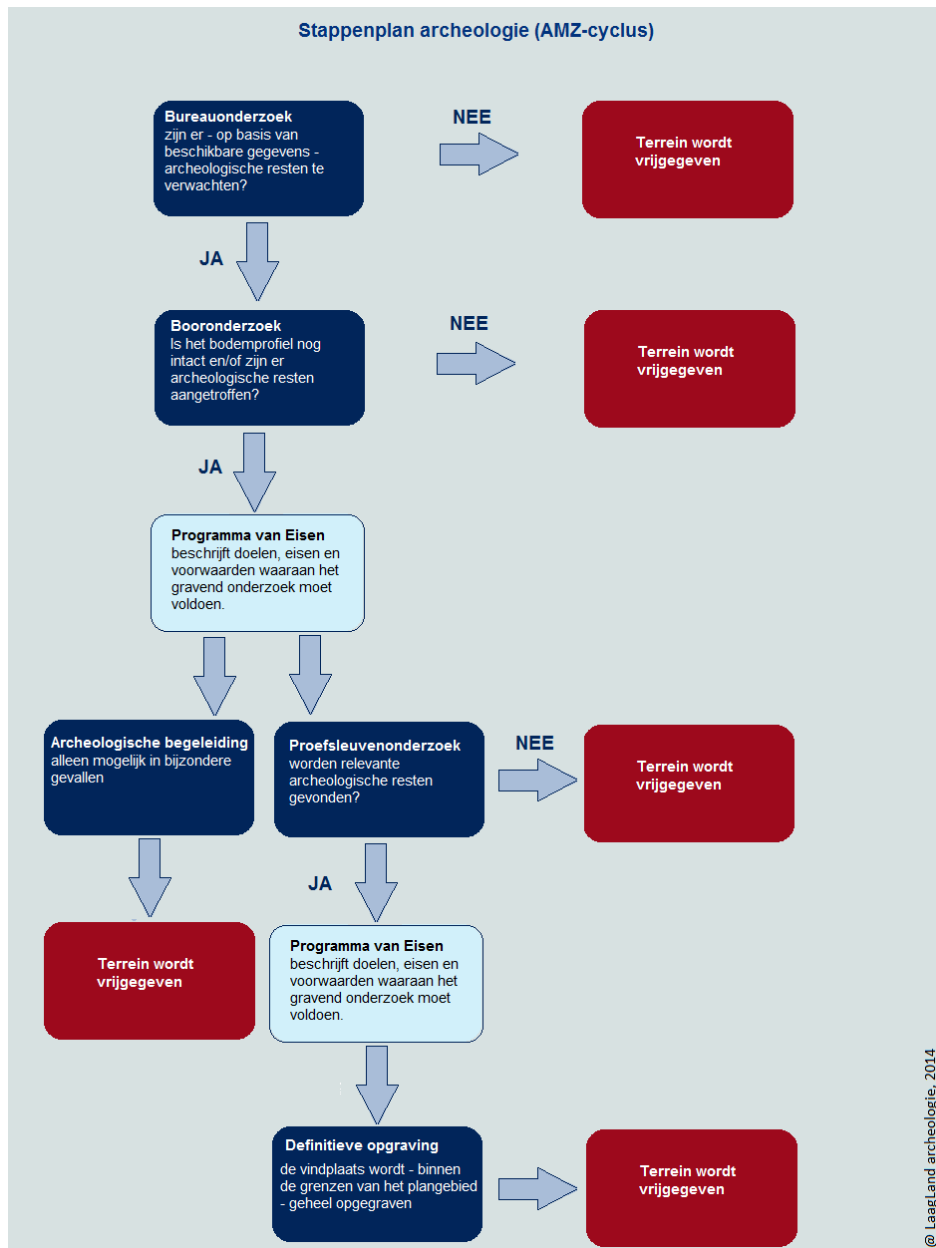 Stappenplan archeologie (AMZ-cyclus)
Bureauonderzoek
zijn er - op basis van
beschikbare gegevens -
archeologische resten te
verwachten?
NEE
Terrein wordt
vrijgegeven
JA
Booronderzoek
Is het bodemprofiel nog
intact en/of zijn er
archeologische resten
aangetroffen?
NEE
Terrein wordt
vrijgegeven
JA
Programma van Eisen
beschrijft doelen, eisen en
voorwaarden waaraan het
gravend onderzoek moet
voldoen.
Archeologische begeleiding
alleen mogelijk in bijzondere
gevallen
Proefsleuvenonderzoek
worden relevante
archeologische resten
gevonden?
NEE
Terrein wordt
vrijgegeven
JA
Terrein wordt
vrijgegeven
Programma van Eisen
beschrijft doelen, eisen en
voorwaarden waaraan het
gravend onderzoek moet
voldoen.
Definitieve opgraving
de vindplaats wordt - binnen
de grenzen van het plangebied
- geheel opgegraven
Terrein wordt
vrijgegeven
@ LaagLand archeologie, 2014